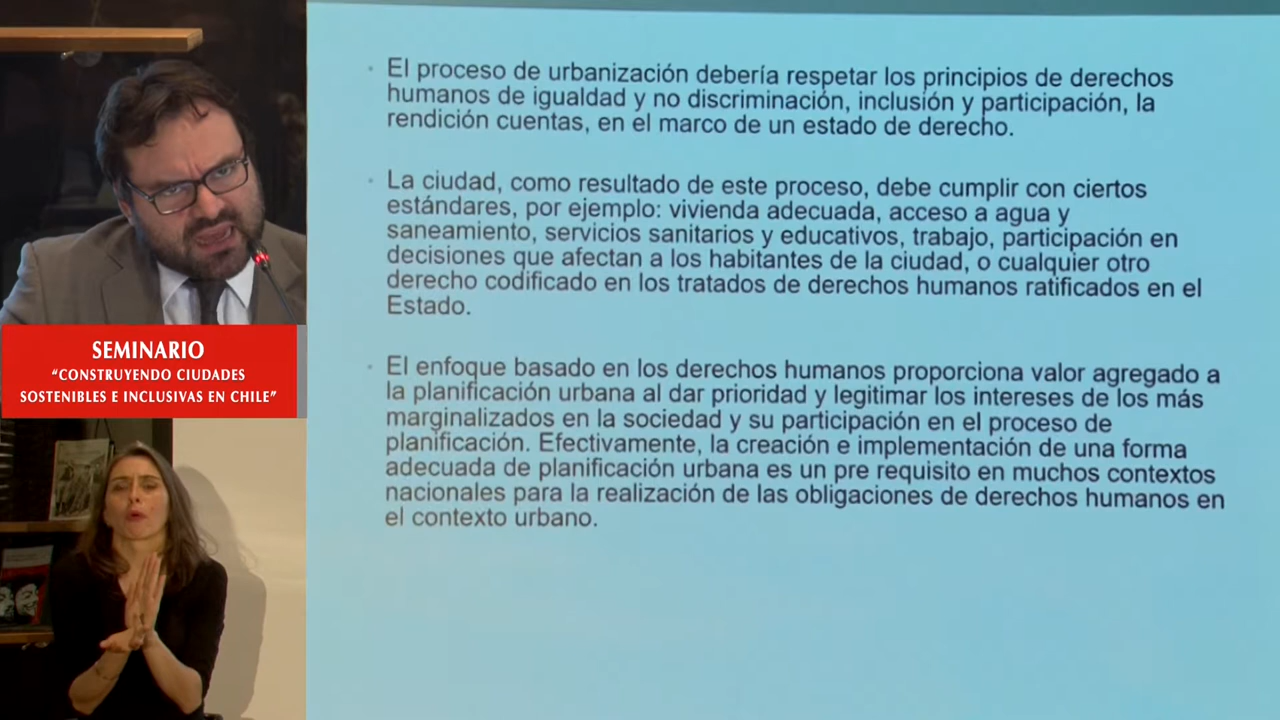 SEMINARIO
“CONSTRUYENDO CIUDADES
SOSTENIBLES E INCLUSIVAS EN CHILE”
El proceso de urbanización debería respetar los principios de derechos
humanos de igualdad y no discriminación, inclusión y participación, la
rendición cuentas, en el marco de un estado de derecho.
La ciudad, como resultado de este proceso, debe cumplir con ciertos
estándares, por ejemplo: vivienda adecuada, acceso a agua y
saneamiento, servicios sanitarios y educativos, trabajo, participación en
decisiones que afectan a los habitantes de la ciudad, o cualquier otro
derecho codificado en los tratados de derechos humanos ratificados en el
Estado.
El enfoque basado en los derechos humanos proporciona valor agregado a
la planificación urbana al dar prioridad y legitimar los intereses de los más
marginalizados en la sociedad y su participación en el proceso de
planificación. Efectivamente, la creación e implementación de una forma
adecuada de planificación urbana es un pre requisito en muchos contextos
nacionales para la realización de las obligaciones de derechos humanos en
el contexto urbano.